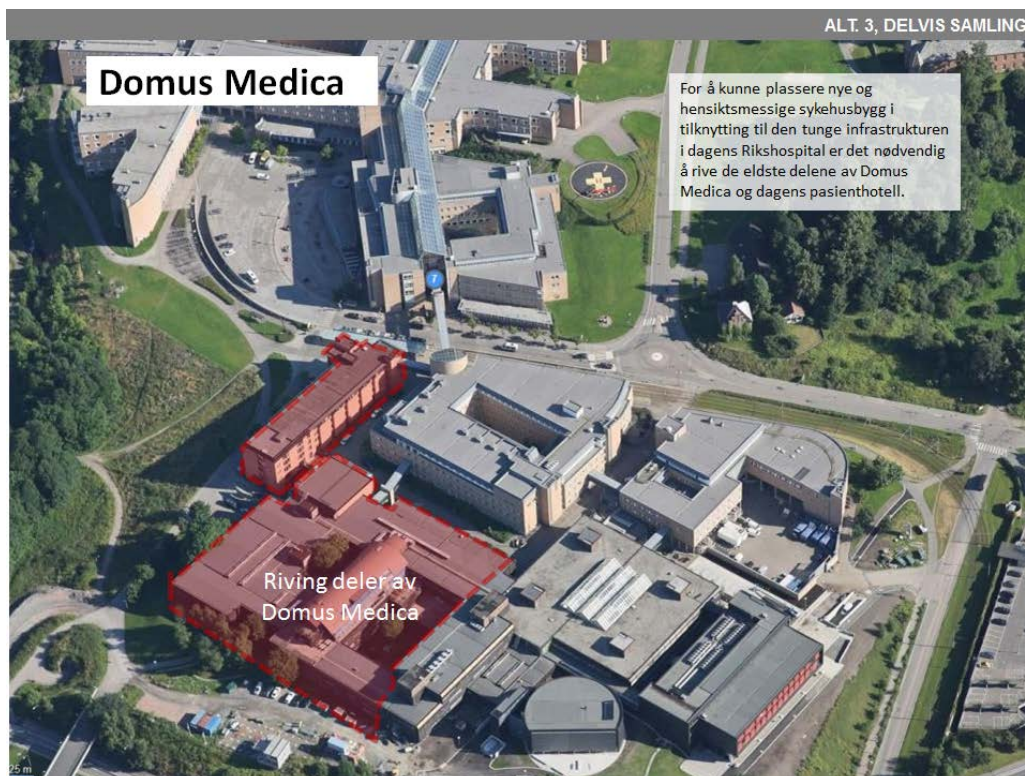 ALT. 3, DELVIS SAMLING
Domus Medica
For å kunne plassere nye og
hensiktsmessige sykehusbygg i
tilknytting til den tunge infrastrukturen
i dagens Rikshospital er det nødvendig
å rive de eldste delene av Domus
Medica og dagens pasienthotell.
Riving deler av
Domus Medica
25 m